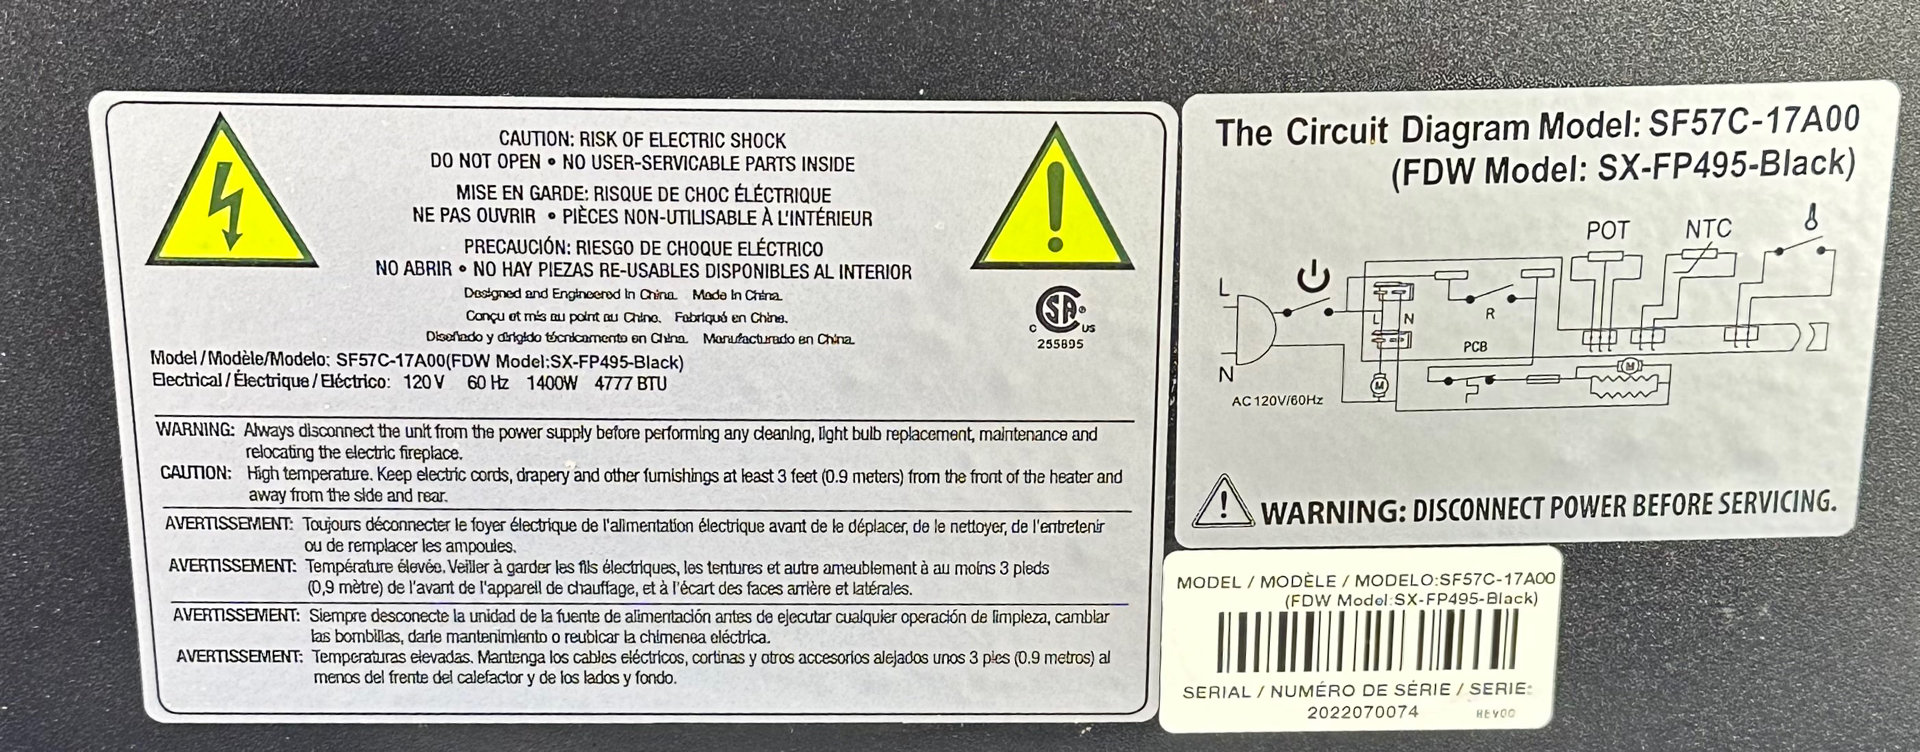 CAUTION: RISK OF ELECTRIC SHOCK
DO NOT OPEN • NO USER-SERVICABLE PARTS INSIDE
MISE EN GARDE: RISQUE DE CHOC ÉLÉCTRIQUE
NE PAS OUVRIR • PIÈCES NON-UTILISABLE À L'INTÉRIEUR
PRECAUCIÓN: RIESGO DE CHOQUE ELÉCTRICO
NO ABRIR • NO HAY PIEZAS RE-USABLES DISPONIBLES AL INTERIOR
Designed and Engineered In China. Made In China.
Conçu et mis au point au Chine. Fabriqué en Chine.
Diseñado y dirigido técnicamento en China. Manufacturado en China.
CSA®
C US
255895
Model/Modèle/Modelo: SF57C-17A00(FDW Model:SX-FP495-Black)
Electrical/Électrique/Eléctrico: 120V 60 Hz 1400W 4777 BTU
WARNING: Always disconnect the unit from the power supply before performing any cleaning, light bulb replacement, maintenance and
relocating the electric fireplace.
CAUTION: High temperature. Keep electric cords, drapery and other furnishings at least 3 feet (0.9 meters) from the front of the heater and
away from the side and rear.
AVERTISSEMENT: Toujours déconnecter le foyer électrique de l'alimentation électrique avant de le déplacer, de le nettoyer, de l'entretenir
ou de remplacer les ampoules.
AVERTISSEMENT: Température élevée. Veiller à garder les fils électriques, les tentures et autre ameublement à au moins 3 pieds
(0,9 mètre) de l'avant de l'appareil de chauffage, et à l'écart des faces arrière et latérales.
AVERTISSEMENT: Siempre desconecte la unidad de la fuente de alimentación antes de ejecutar cualquier operación de limpieza, cambiar
las bombillas, darle mantenimiento o reubicar la chimenea eléctrica.
AVERTISSEMENT: Temperaturas elevadas. Mantenga los cables eléctricos, cortinas y otros accesorios alejados unos 3 pies (0.9 metros) al
menos del frente del calefactor y de los lados y fondo.
The Circuit Diagram Model: SF57C-17A00
(FDW Model: SX-FP495-Black)
POT NTC
L
L N R
PCB
N
M M
AC 120V/60Hz
WARNING: DISCONNECT POWER BEFORE SERVICING.
MODEL / MODÈLE / MODELO:SF57C-17A00
(FDW Model:SX-FP495-Black)
SERIAL / NUMÉRO DE SÉRIE / SERIE:
2022070074 REV00